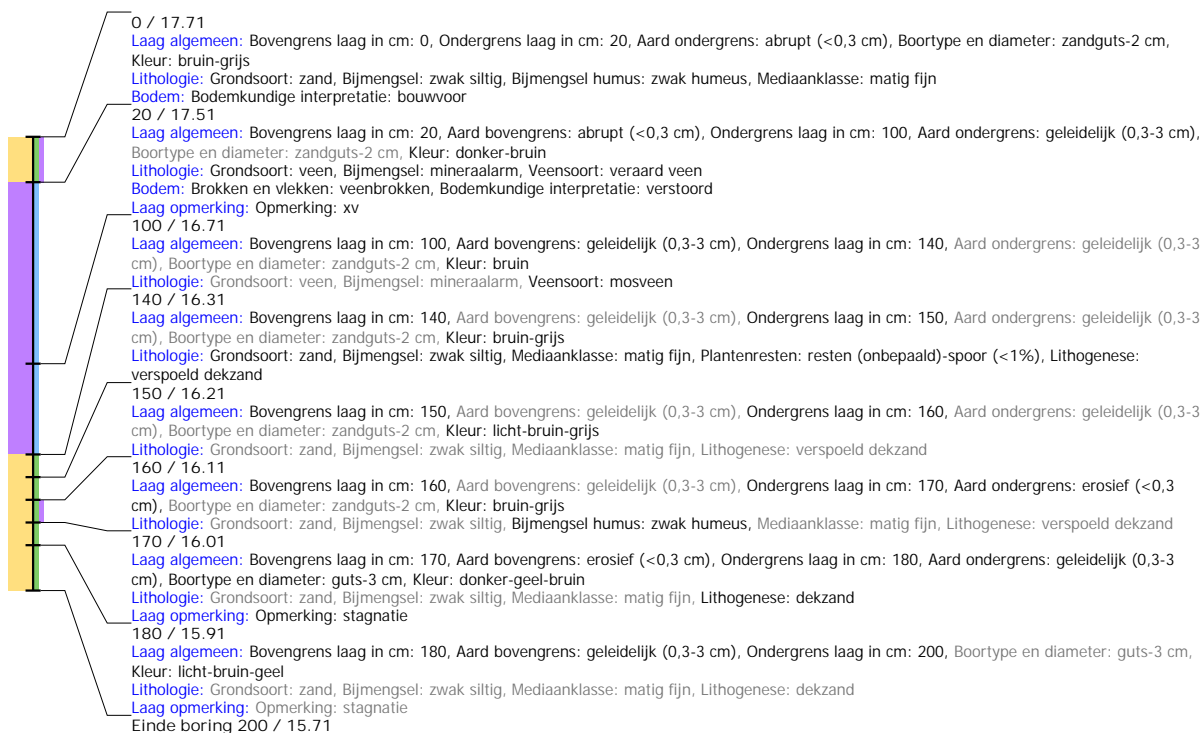 0 / 17.71
Laag algemeen: Bovengrens laag in cm: 0, Ondergrens laag in cm: 20, Aard ondergrens: abrupt (<0,3 cm), Boortype en diameter: zandguts-2 cm,
Kleur: bruin-grijs
Lithologie: Grondsoort: zand, Bijmengsel: zwak siltig, Bijmengsel humus: zwak humeus, Mediaanklasse: matig fijn
Bodem: Bodemkundige interpretatie: bouwvoor
20 / 17.51
Laag algemeen: Bovengrens laag in cm: 20, Aard bovengrens: abrupt (<0,3 cm), Ondergrens laag in cm: 100, Aard ondergrens: geleidelijk (0,3-3 cm),
Boortype en diameter: zandguts-2 cm, Kleur: donker-bruin
Lithologie: Grondsoort: veen, Bijmengsel: mineraalarm, Veensoort: veraard veen
Bodem: Brokken en vlekken: veenbrokken, Bodemkundige interpretatie: verstoord
Laag opmerking: Opmerking: xv
100 / 16.71
Laag algemeen: Bovengrens laag in cm: 100, Aard bovengrens: geleidelijk (0,3-3 cm), Ondergrens laag in cm: 140, Aard ondergrens: geleidelijk (0,3-3
cm), Boortype en diameter: zandguts-2 cm, Kleur: bruin
Lithologie: Grondsoort: veen, Bijmengsel: mineraalarm, Veensoort: mosveen
140 / 16.31
Laag algemeen: Bovengrens laag in cm: 140, Aard bovengrens: geleidelijk (0,3-3 cm), Ondergrens laag in cm: 150, Aard ondergrens: geleidelijk (0,3-3
cm), Boortype en diameter: zandguts-2 cm, Kleur: bruin-grijs
Lithologie: Grondsoort: zand, Bijmengsel: zwak siltig, Mediaanklasse: matig fijn, Plantenresten: resten (onbepaald)-spoor (<1%), Lithogenese:
verspoeld dekzand
150 / 16.21
Laag algemeen: Bovengrens laag in cm: 150, Aard bovengrens: geleidelijk (0,3-3 cm), Ondergrens laag in cm: 160, Aard ondergrens: geleidelijk (0,3-3
cm), Boortype en diameter: zandguts-2 cm, Kleur: licht-bruin-grijs
Lithologie: Grondsoort: zand, Bijmengsel: zwak siltig, Mediaanklasse: matig fijn, Lithogenese: verspoeld dekzand
160 / 16.11
Laag algemeen: Bovengrens laag in cm: 160, Aard bovengrens: geleidelijk (0,3-3 cm), Ondergrens laag in cm: 170, Aard ondergrens: erosief (<0,3
cm), Boortype en diameter: zandguts-2 cm, Kleur: bruin-grijs
Lithologie: Grondsoort: zand, Bijmengsel: zwak siltig, Bijmengsel humus: zwak humeus, Mediaanklasse: matig fijn, Lithogenese: verspoeld dekzand
170 / 16.01
Laag algemeen: Bovengrens laag in cm: 170, Aard bovengrens: erosief (<0,3 cm), Ondergrens laag in cm: 180, Aard ondergrens: geleidelijk (0,3-3
cm), Boortype en diameter: guts-3 cm, Kleur: donker-geel-bruin
Lithologie: Grondsoort: zand, Bijmengsel: zwak siltig, Mediaanklasse: matig fijn, Lithogenese: dekzand
Laag opmerking: Opmerking: stagnatie
180 / 15.91
Laag algemeen: Bovengrens laag in cm: 180, Aard bovengrens: geleidelijk (0,3-3 cm), Ondergrens laag in cm: 200, Boortype en diameter: guts-3 cm,
Kleur: licht-bruin-geel
Lithologie: Grondsoort: zand, Bijmengsel: zwak siltig, Mediaanklasse: matig fijn, Lithogenese: dekzand
Laag opmerking: Opmerking: stagnatie
Einde boring 200 / 15.71